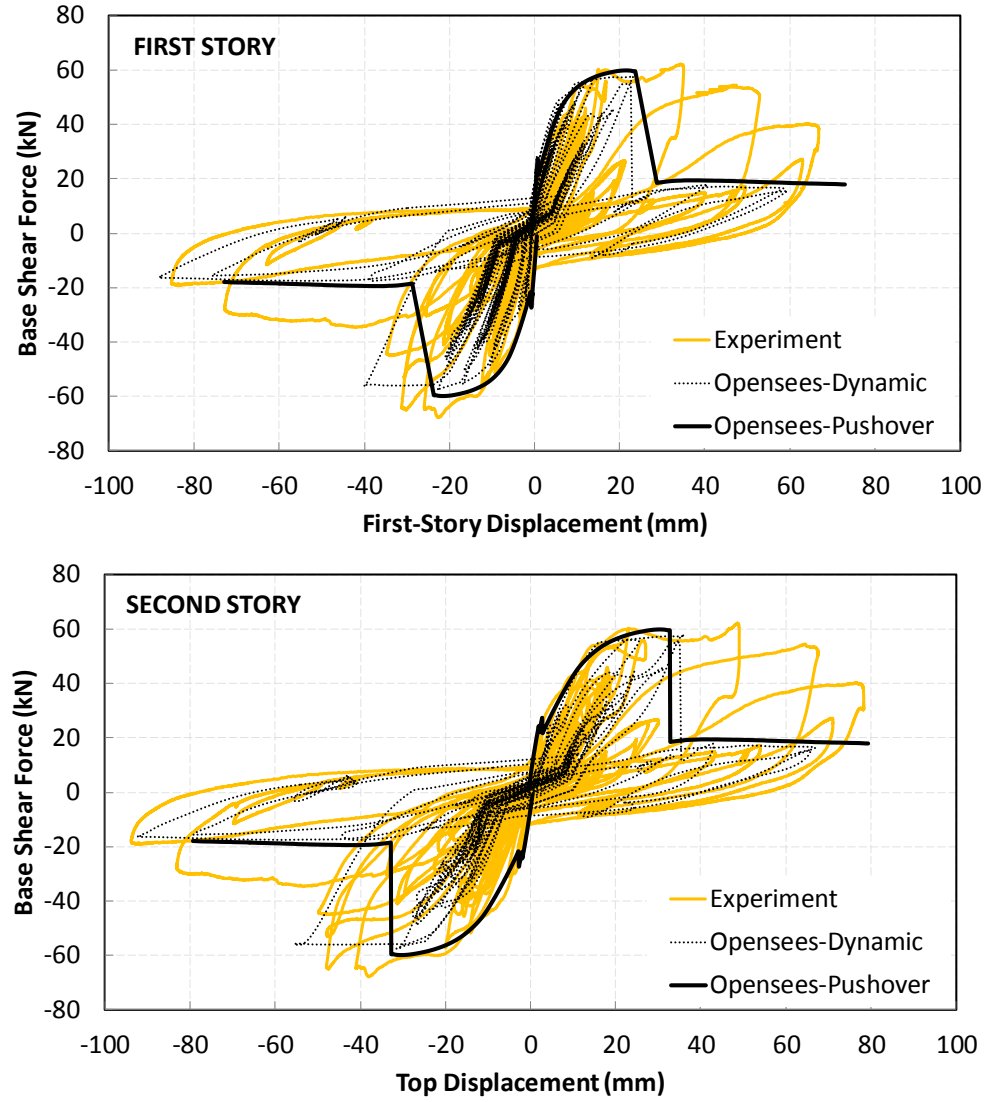 80
FIRST STORY
60
40
20
0
-20
-40
-60
-80
Base Shear Force (kN)
Experiment
Opensees-Dynamic
Opensees-Pushover
-100 -80 -60 -40 -20 0 20 40 60 80 100
First-Story Displacement (mm)
80
SECOND STORY
60
40
20
0
-20
-40
-60
-80
Base Shear Force (kN)
Experiment
Opensees-Dynamic
Opensees-Pushover
-100 -80 -60 -40 -20 0 20 40 60 80 100
Top Displacement (mm)